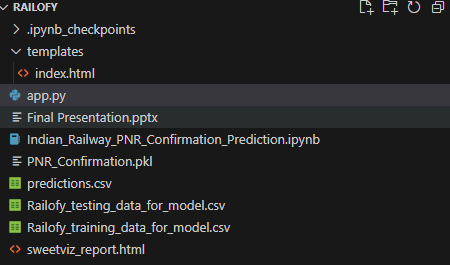 RAILOFY
.ipynb_checkpoints
templates
index.html
app.py
Final Presentation.pptx
Indian_Railway_PNR_Confirmation_Prediction.ipynb
PNR_Confirmation.pkl
predictions.csv
Railofy_testing_data_for_model.csv
Railofy_training_data_for_model.csv
sweetviz_report.html